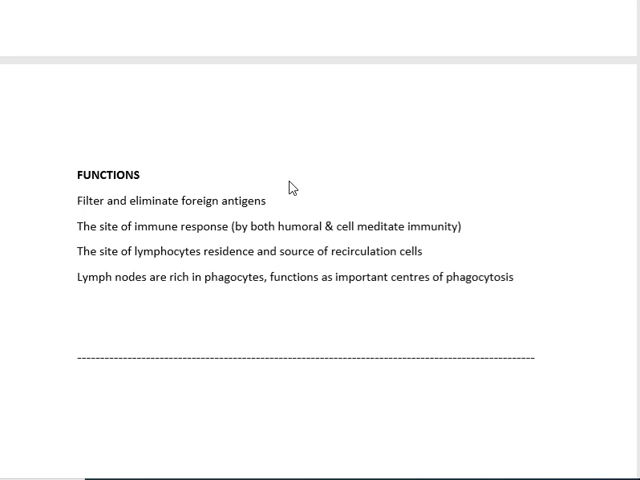 FUNCTIONS
Filter and eliminate foreign antigens
The site of immune response (by both humoral & cell meditate immunity)
The site of lymphocytes residence and source of recirculation cells
Lymph nodes are rich in phagocytes, functions as important centres of phagocytosis